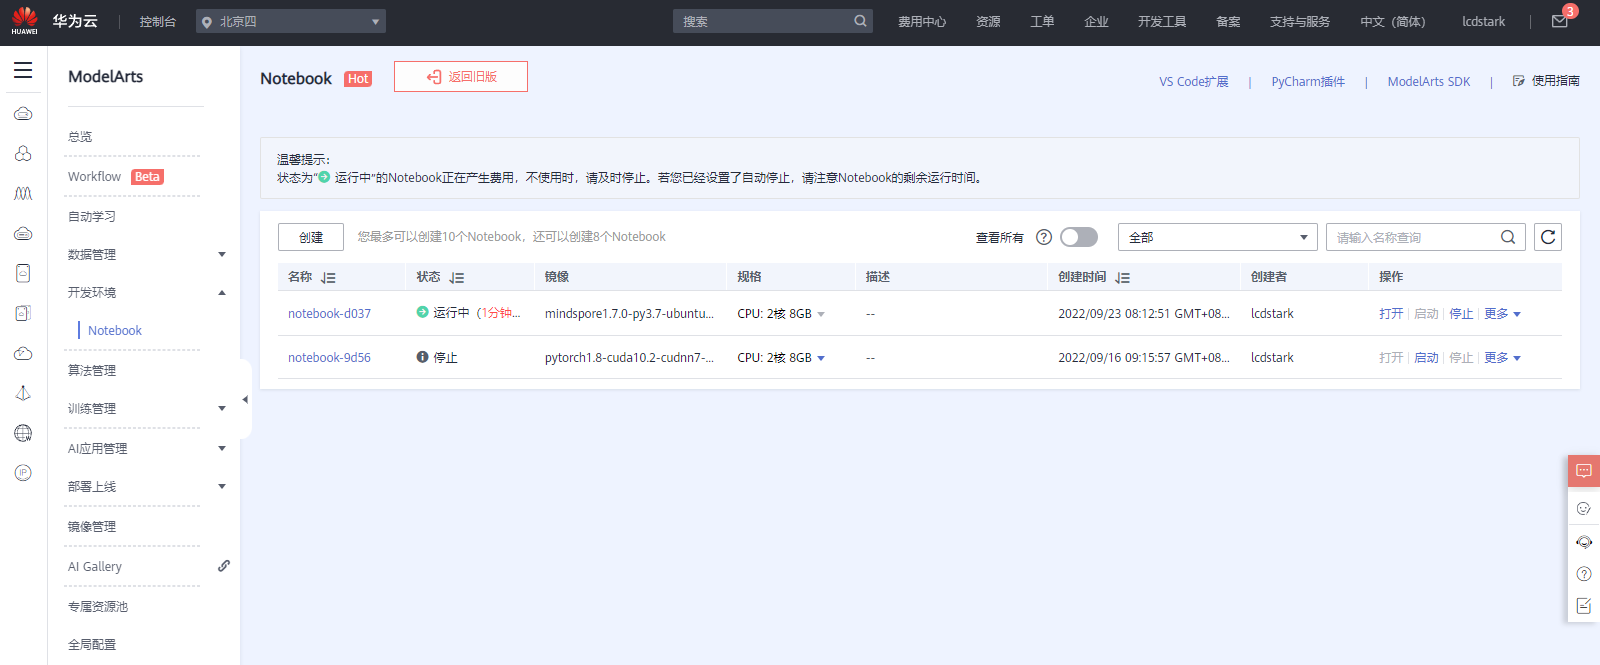 HUAWEI
华为云
控制台
北京四
搜索
费用中心
资源
工单
企业
开发工具
备案
支持与服务
中文（简体）
lcdstark
3
ModelArts
总览
Workflow Beta
自动学习
数据管理
开发环境
Notebook
算法管理
训练管理
AI应用管理
部署上线
镜像管理
AI Gallery
专属资源池
全局配置
Notebook Hot
返回旧版
VS Code扩展 | PyCharm插件 | ModelArts SDK | 使用指南
温馨提示：
状态为“运行中”的Notebook正在产生费用，不使用时，请及时停止。若您已经设置了自动停止，请注意Notebook的剩余运行时间。
创建
您最多可以创建10个Notebook，还可以创建8个Notebook
查看所有
全部
请输入名称查询
名称 状态 镜像 规格 描述 创建时间 创建者 操作
notebook-d037 运行中（1分钟... mindspore1.7.0-py3.7-ubuntu... CPU: 2核 8GB -- 2022/09/23 08:12:51 GMT+08... lcdstark 打开 | 启动 | 停止 | 更多
notebook-9d56 停止 pytorch1.8-cuda10.2-cudnn7-... CPU: 2核 8GB -- 2022/09/16 09:15:57 GMT+08... lcdstark 打开 | 启动 | 停止 | 更多